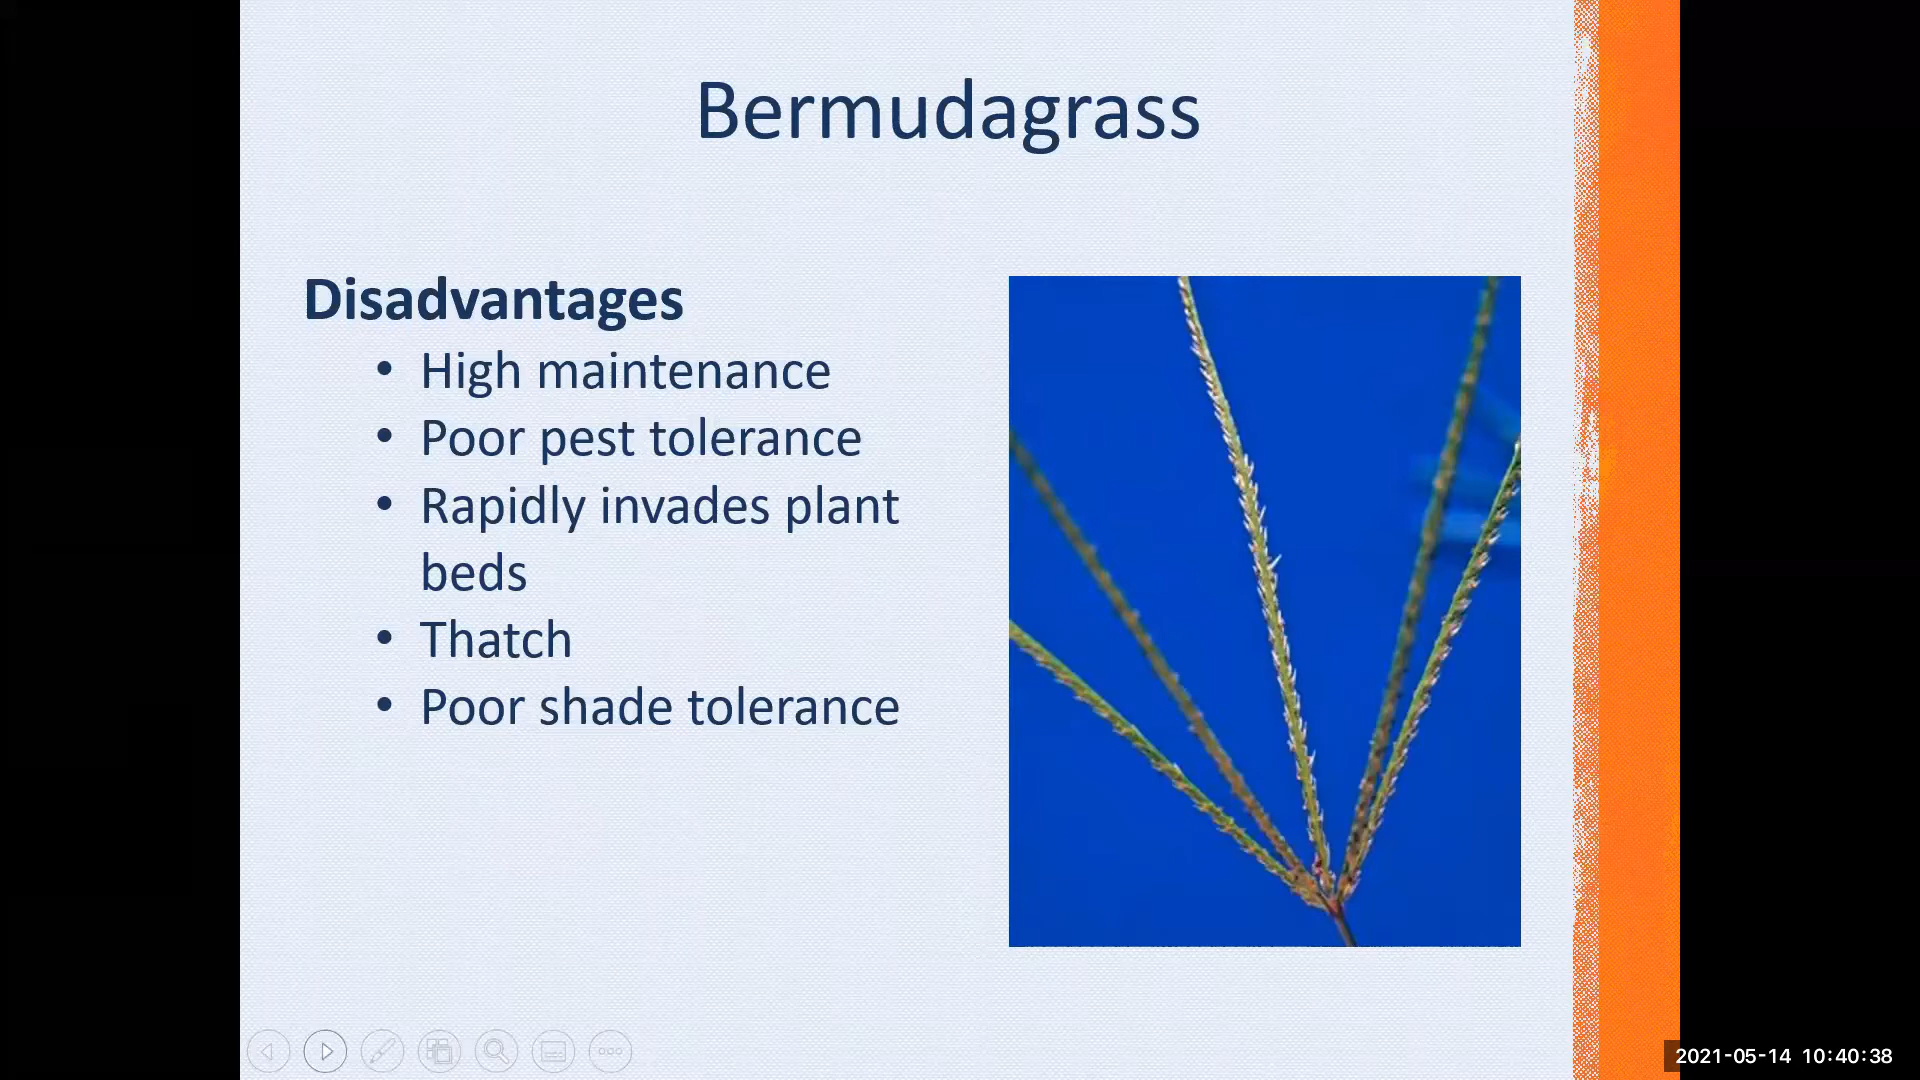 Bermudagrass
Disadvantages
• High maintenance
• Poor pest tolerance
• Rapidly invades plant
beds
• Thatch
• Poor shade tolerance
2021-05-14 10:40:38